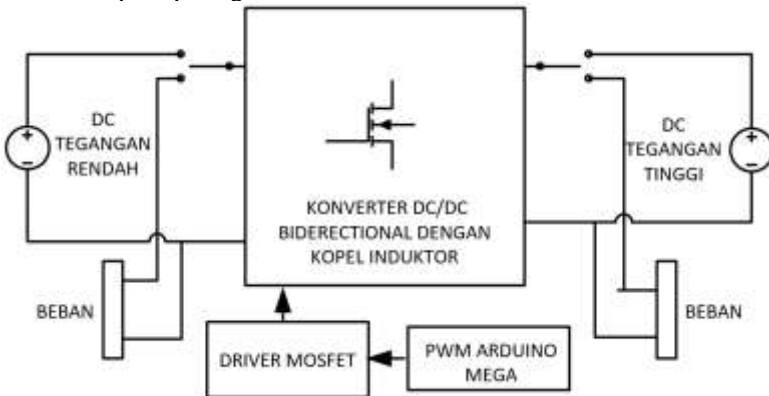 DC
TEGANGAN
RENDAH
DC
TEGANGAN
TINGGI
KONVERTER DC/DC
BIDERECTIONAL DENGAN
KOPEL INDUKTOR
BEBAN
BEBAN
DRIVER MOSFET
PWM ARDUINO
MEGA